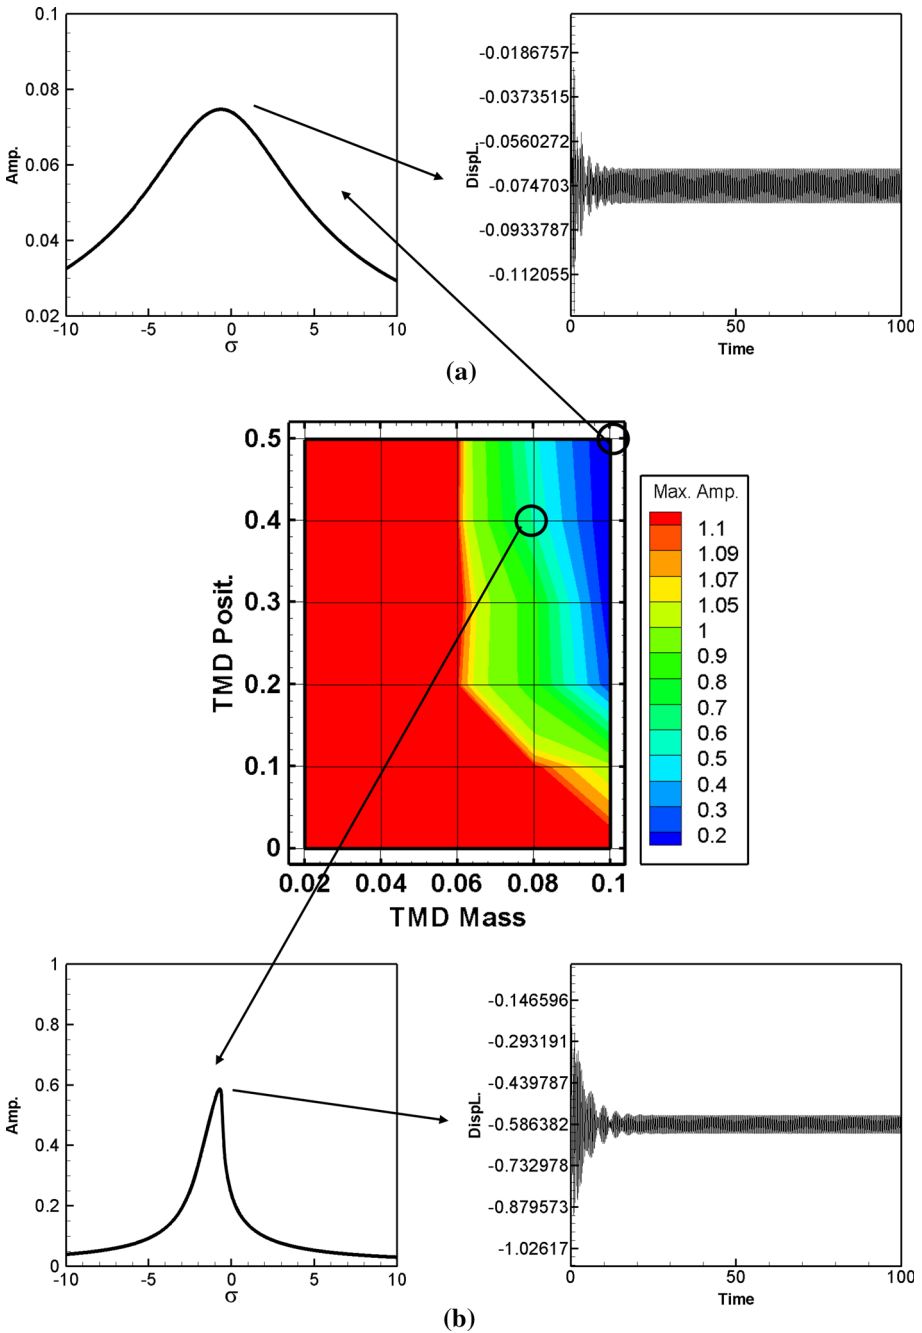 0.1
0.08
0.06
0.04
0.02
Amp.
-10 -5 0 5 10
σ
-0.0186757
-0.0373515
-0.0560272
-0.074703
-0.0933787
-0.112055
DispL.
0 50 100
Time
(a)
0.5
0.4
0.3
0.2
0.1
0
TMD Posit.
0.02 0.04 0.06 0.08 0.1
TMD Mass
Max. Amp.
1.1
1.09
1.07
1.05
1
0.9
0.8
0.7
0.6
0.5
0.4
0.3
0.2
1
0.8
0.6
0.4
0.2
0
Amp.
-10 -5 0 5 10
σ
-0.146596
-0.293191
-0.439787
-0.586382
-0.732978
-0.879573
-1.02617
DispL.
0 50 100
Time
(b)